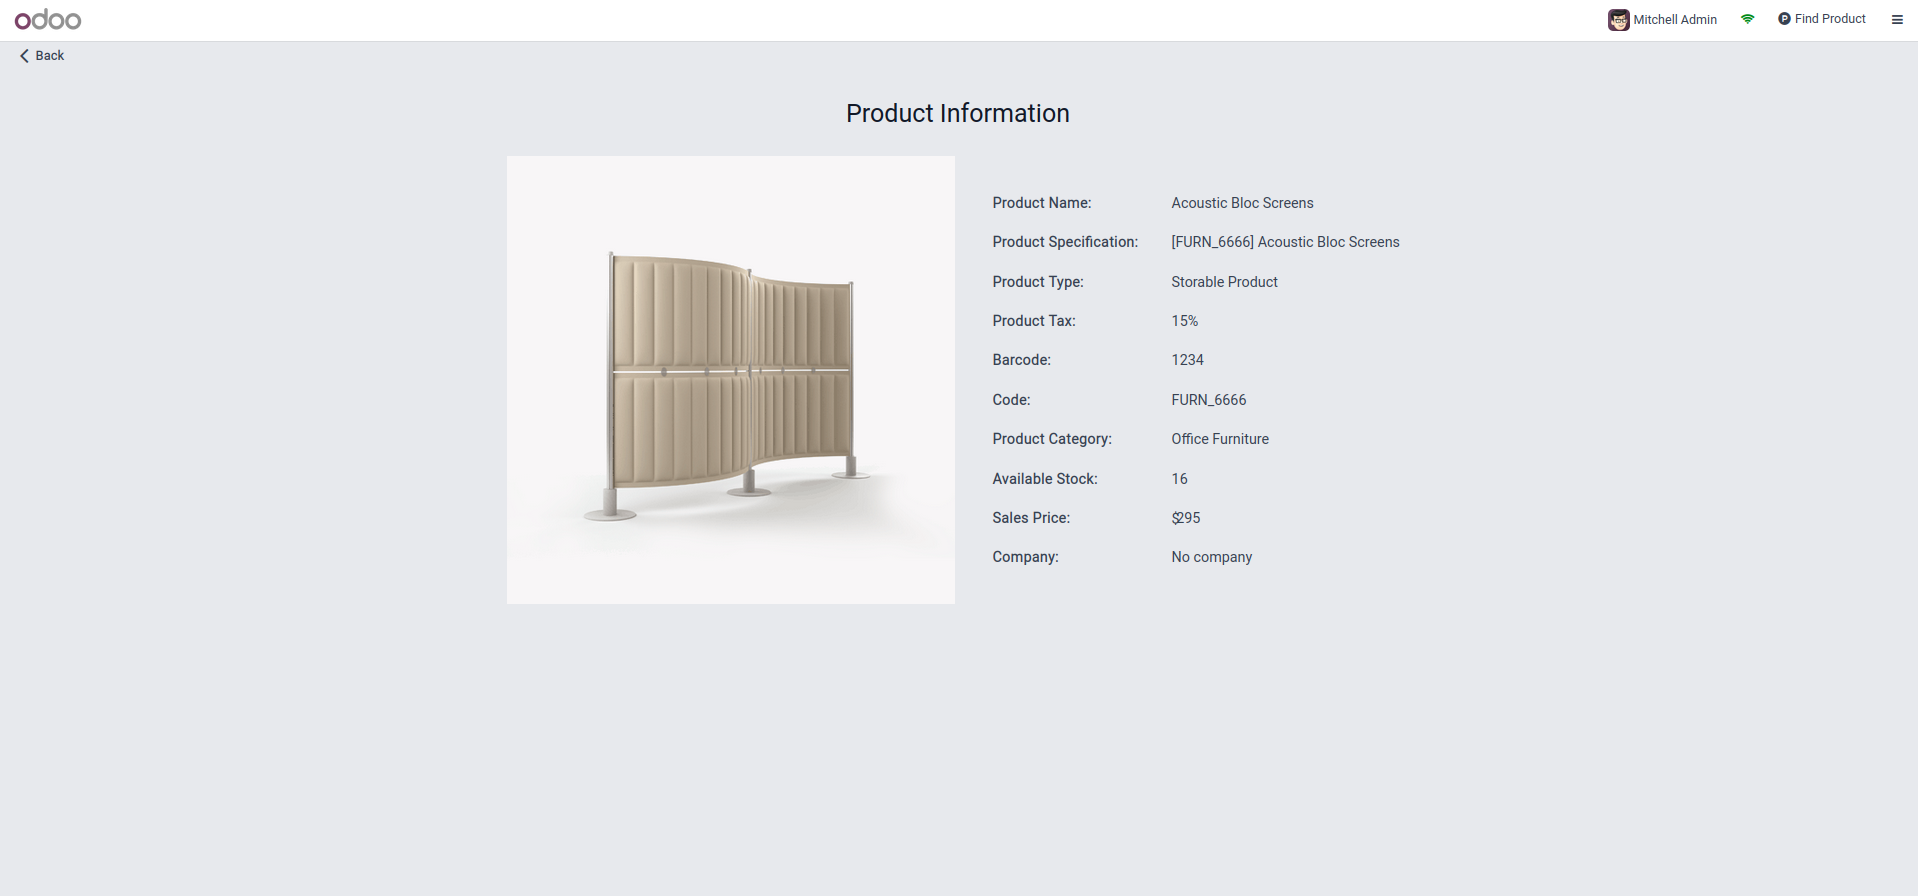 odoo
Mitchell Admin
Find Product
Back
Product Information
Product Name: Acoustic Bloc Screens
Product Specification: [FURN_6666] Acoustic Bloc Screens
Product Type: Storable Product
Product Tax: 15%
Barcode: 1234
Code: FURN_6666
Product Category: Office Furniture
Available Stock: 16
Sales Price: $295
Company: No company